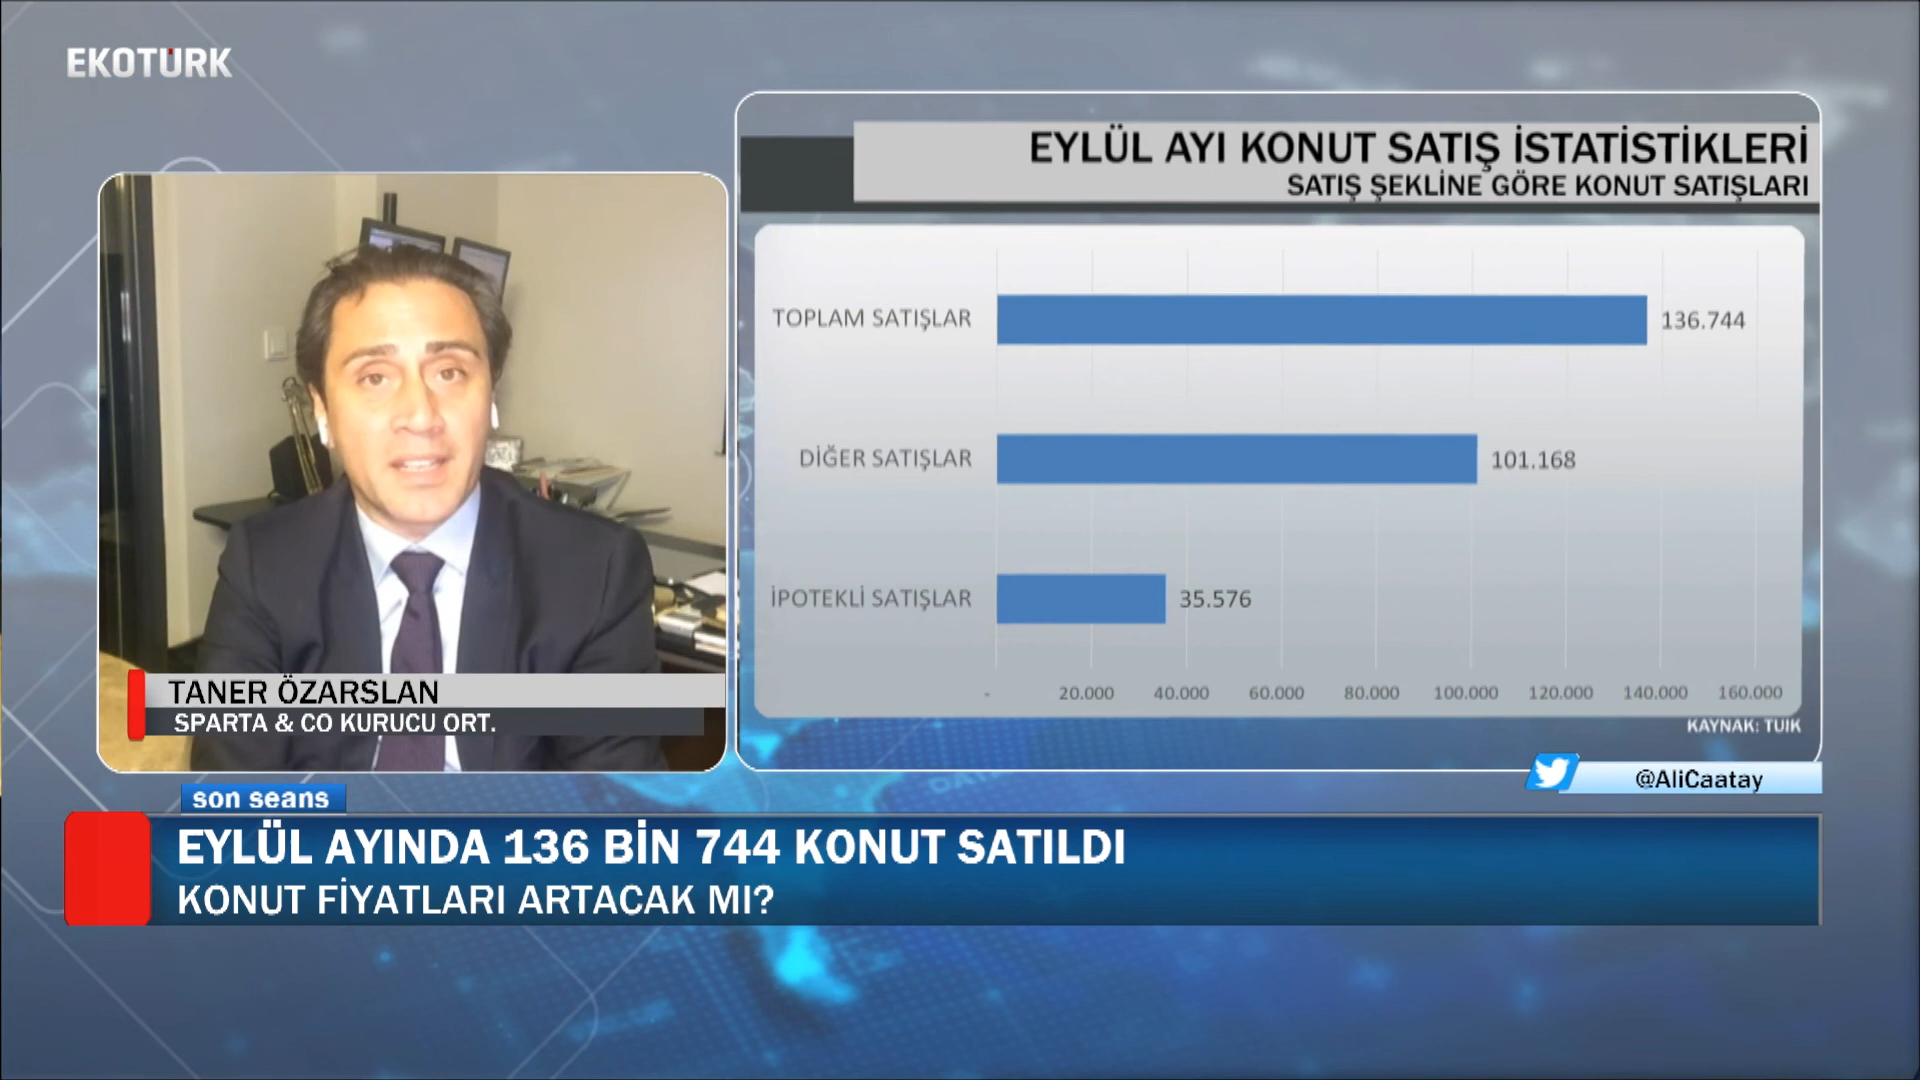 EKOTÜRK
EYLÜL AYI KONUT SATIŞ İSTATİSTİKLERİ
SATIŞ ŞEKLİNE GÖRE KONUT SATIŞLARI
TOPLAM SATIŞLAR 136.744
DİĞER SATIŞLAR 101.168
İPOTEKLİ SATIŞLAR 35.576
- 20.000 40.000 60.000 80.000 100.000 120.000 140.000 160.000
KAYNAK: TUIK
TANER ÖZARSLAN
SPARTA & CO KURUCU ORT.
@AliCaatay
son seans
EYLÜL AYINDA 136 BİN 744 KONUT SATILDI
KONUT FİYATLARI ARTACAK MI?